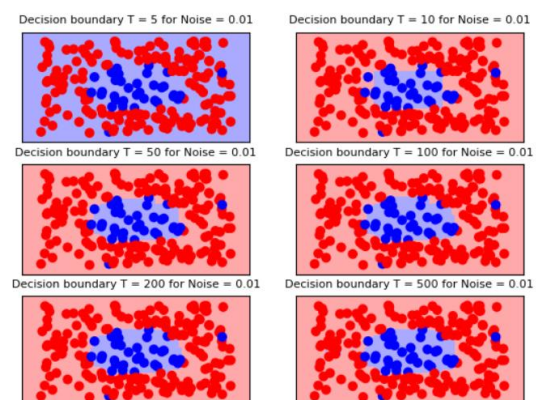 Decision boundary T = 5 for Noise = 0.01
Decision boundary T = 10 for Noise = 0.01
Decision boundary T = 50 for Noise = 0.01
Decision boundary T = 100 for Noise = 0.01
Decision boundary T = 200 for Noise = 0.01
Decision boundary T = 500 for Noise = 0.01